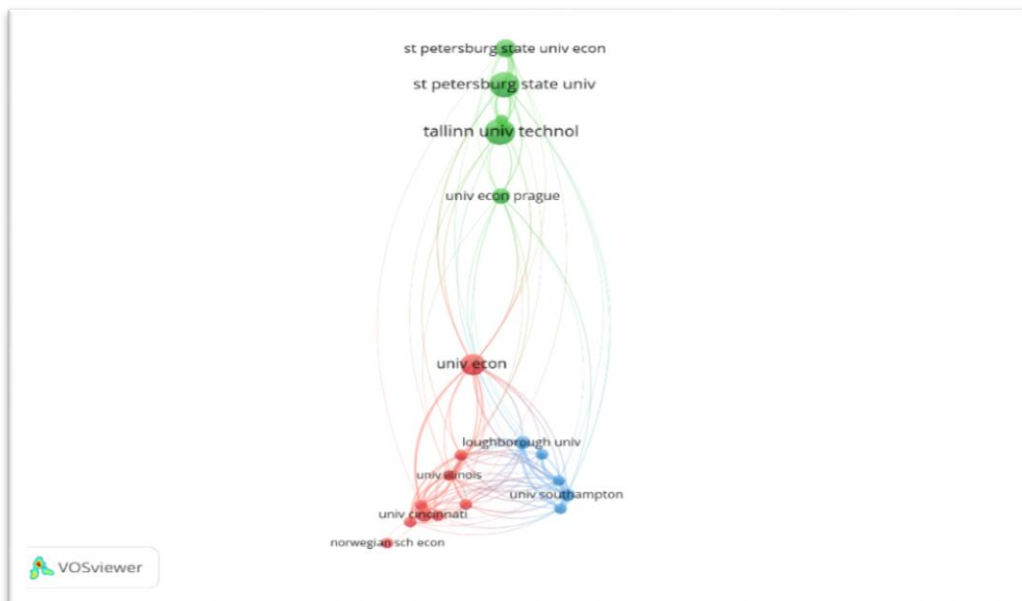 st petersburg state univ econ
st petersburg state univ
tallinn univ technol
univ econ prague
univ econ
loughborough univ
univ illinois
univ southampton
univ cincinnati
norwegian sch econ
VOSviewer